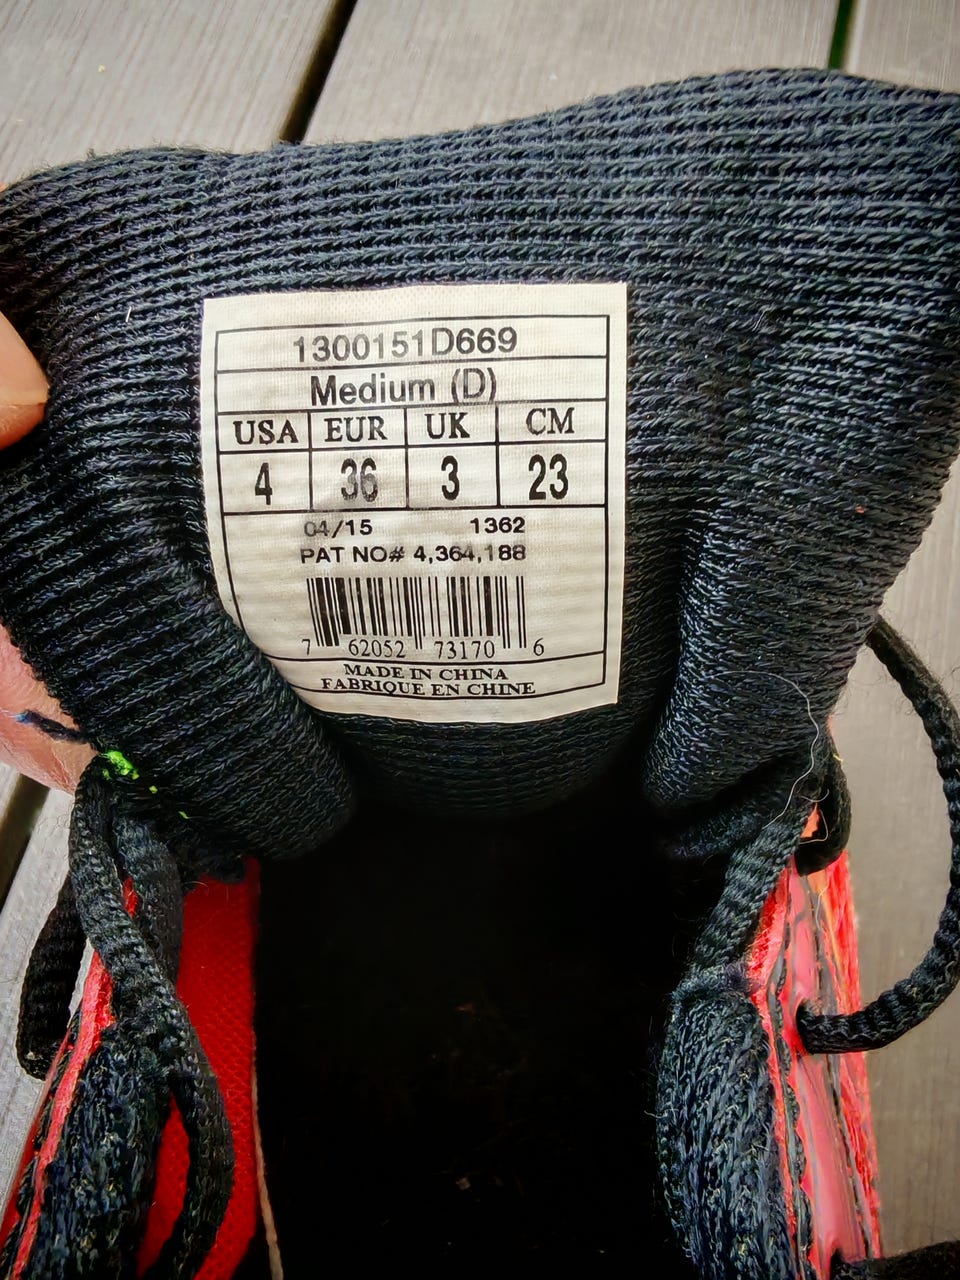 1300151D669
Medium (D)
USA EUR UK CM
4 36 3 23
04/15 1362
PAT NO# 4,364,188
7 62052 73170 6
MADE IN CHINA
FABRIQUE EN CHINE